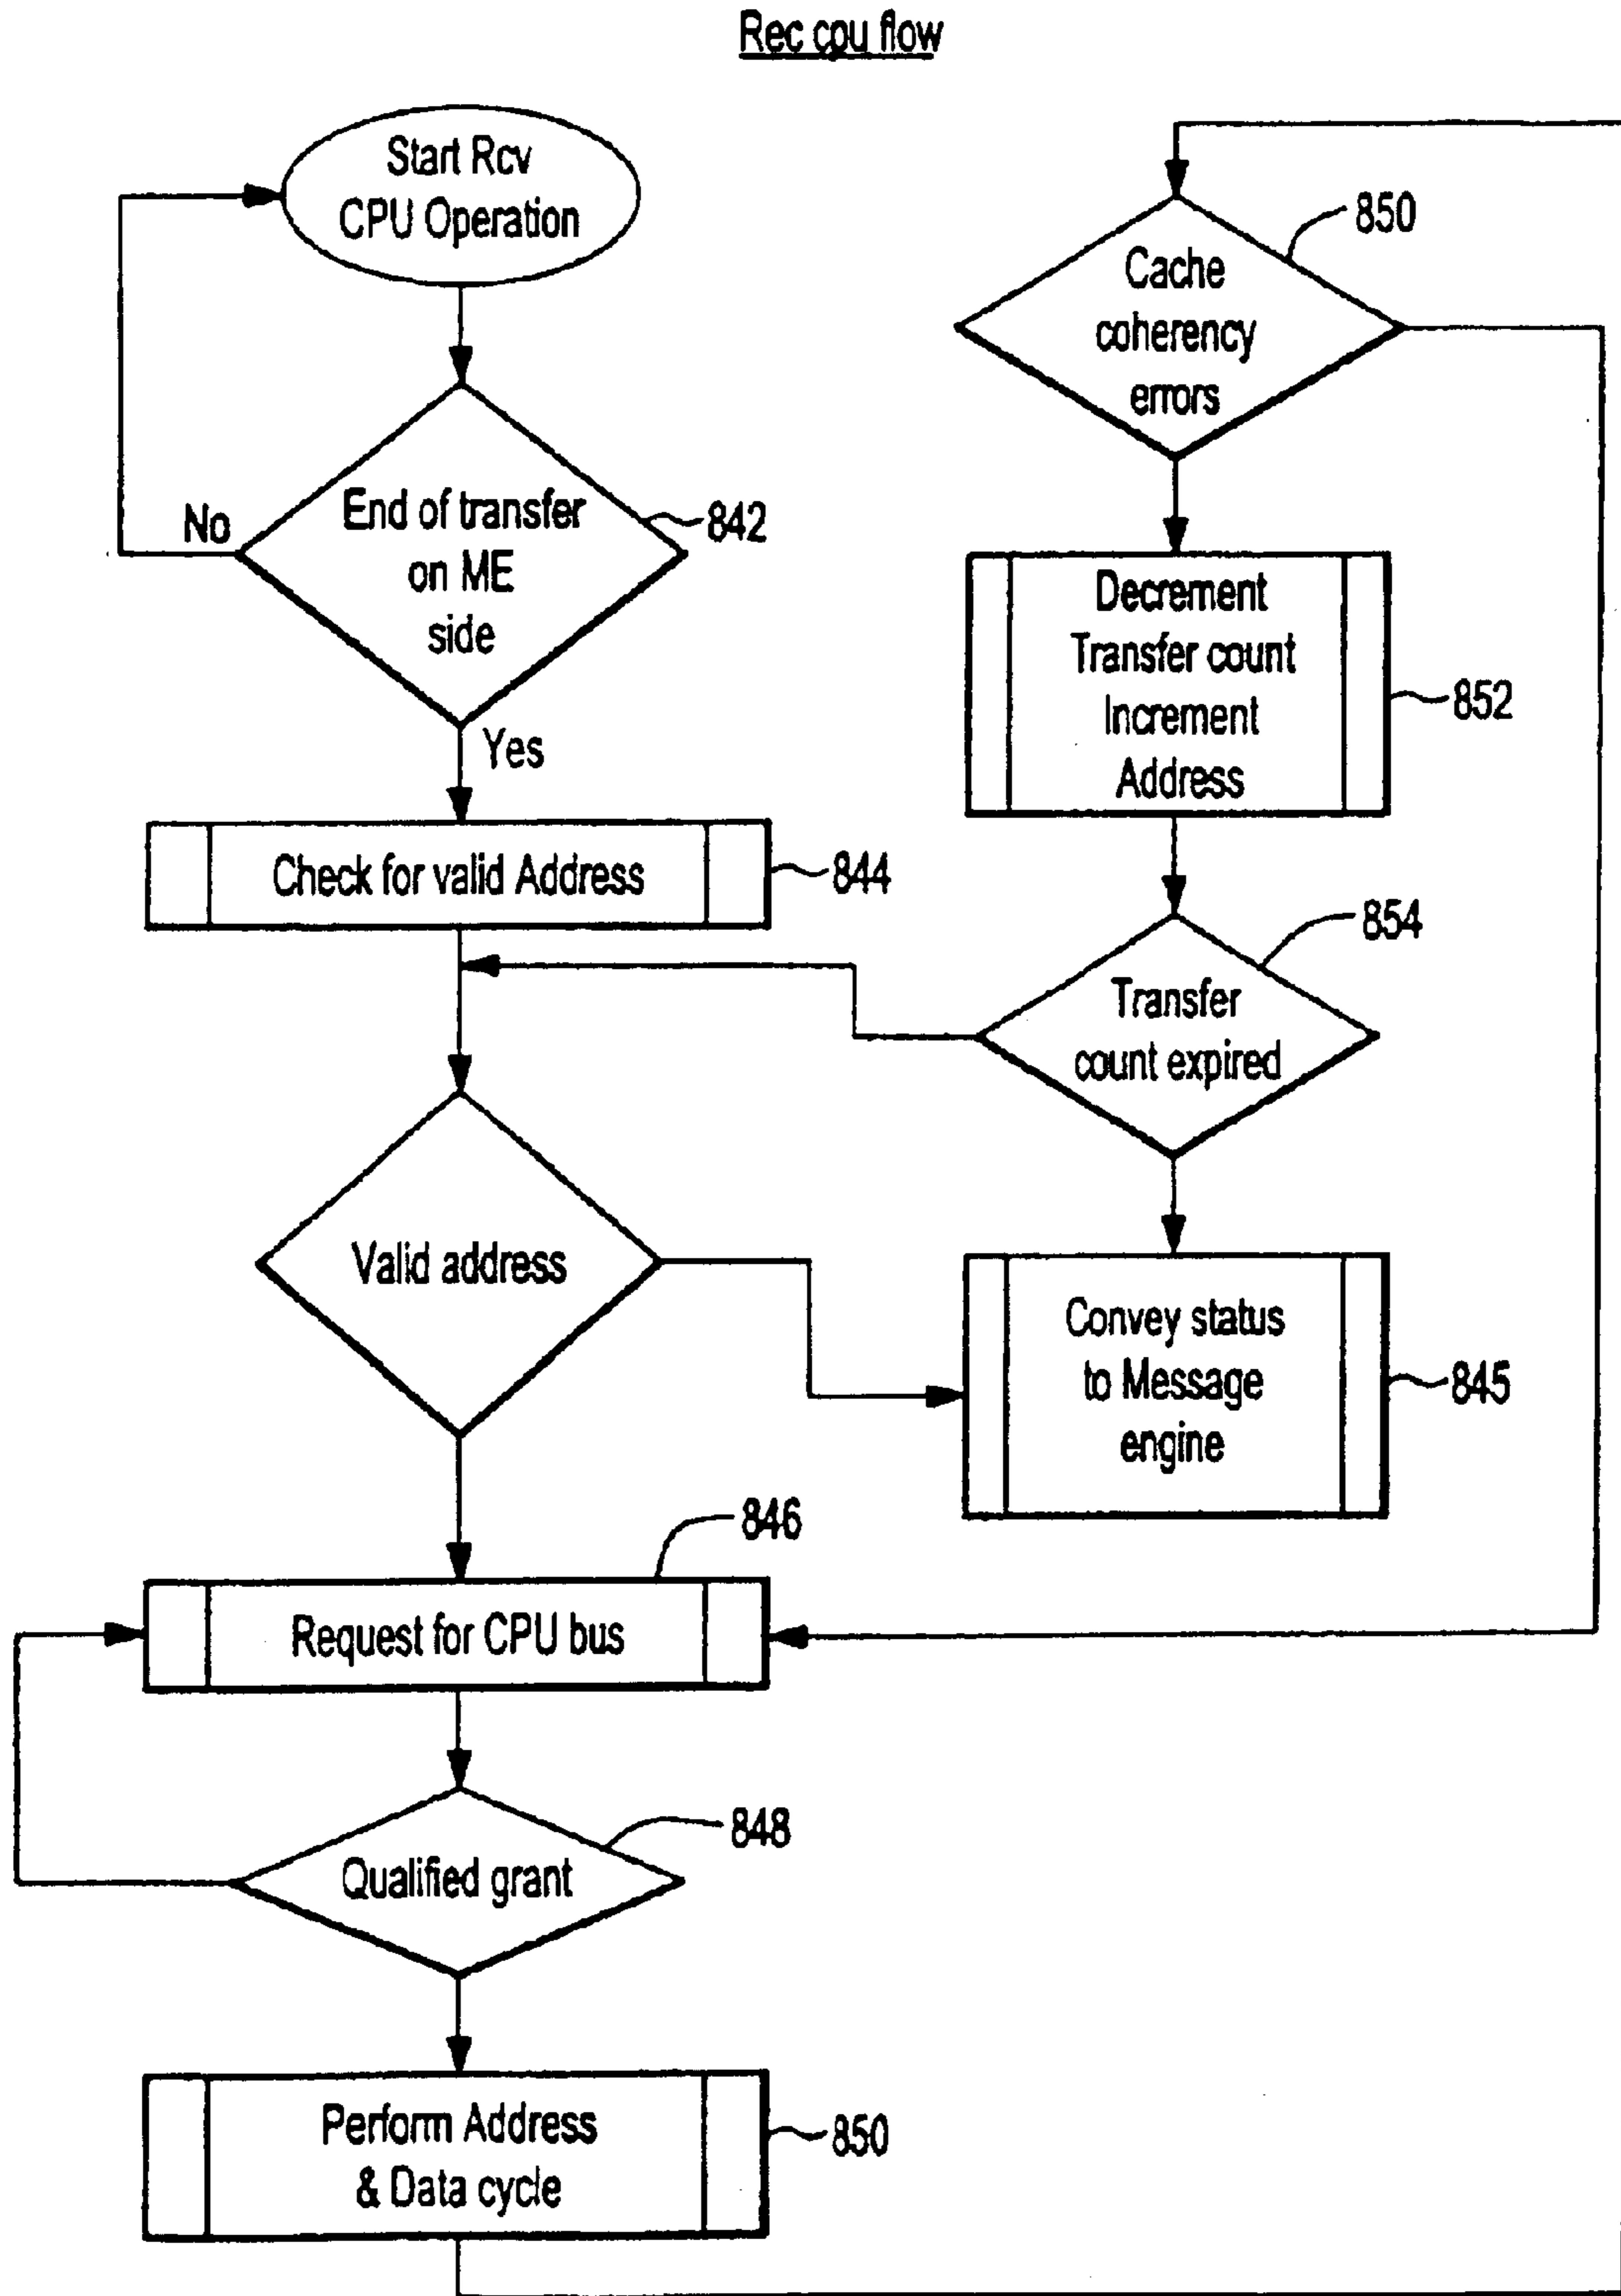 Rec cpu flow
Start Rcv
CPU Operation
No
End of transfer
on ME
side
842
Yes
Check for valid Address
844
Valid address
846
Request for CPU bus
848
Qualified grant
Perform Address
& Data cycle
850
850
Cache
coherency
errors
Decrement
Transfer count
Increment
Address
852
854
Transfer
count expired
Convey status
to Message
engine
845